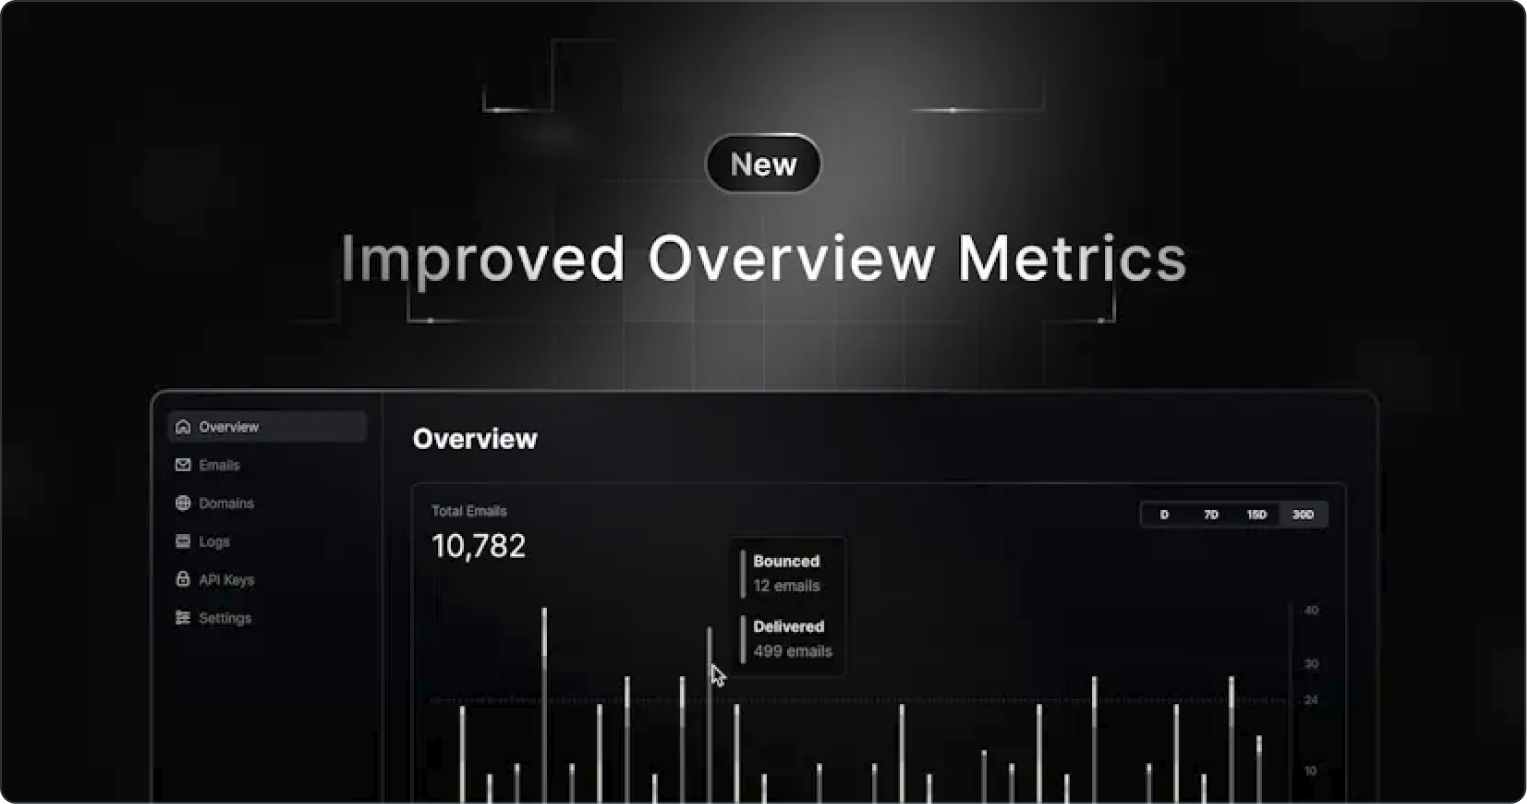 New
Improved Overview Metrics
Overview
Emails
Domains
Logs
API Keys
Settings
Overview
Total Emails
10,782
D 7D 15D 30D
Bounced
12 emails
Delivered
499 emails
40
30
24
10